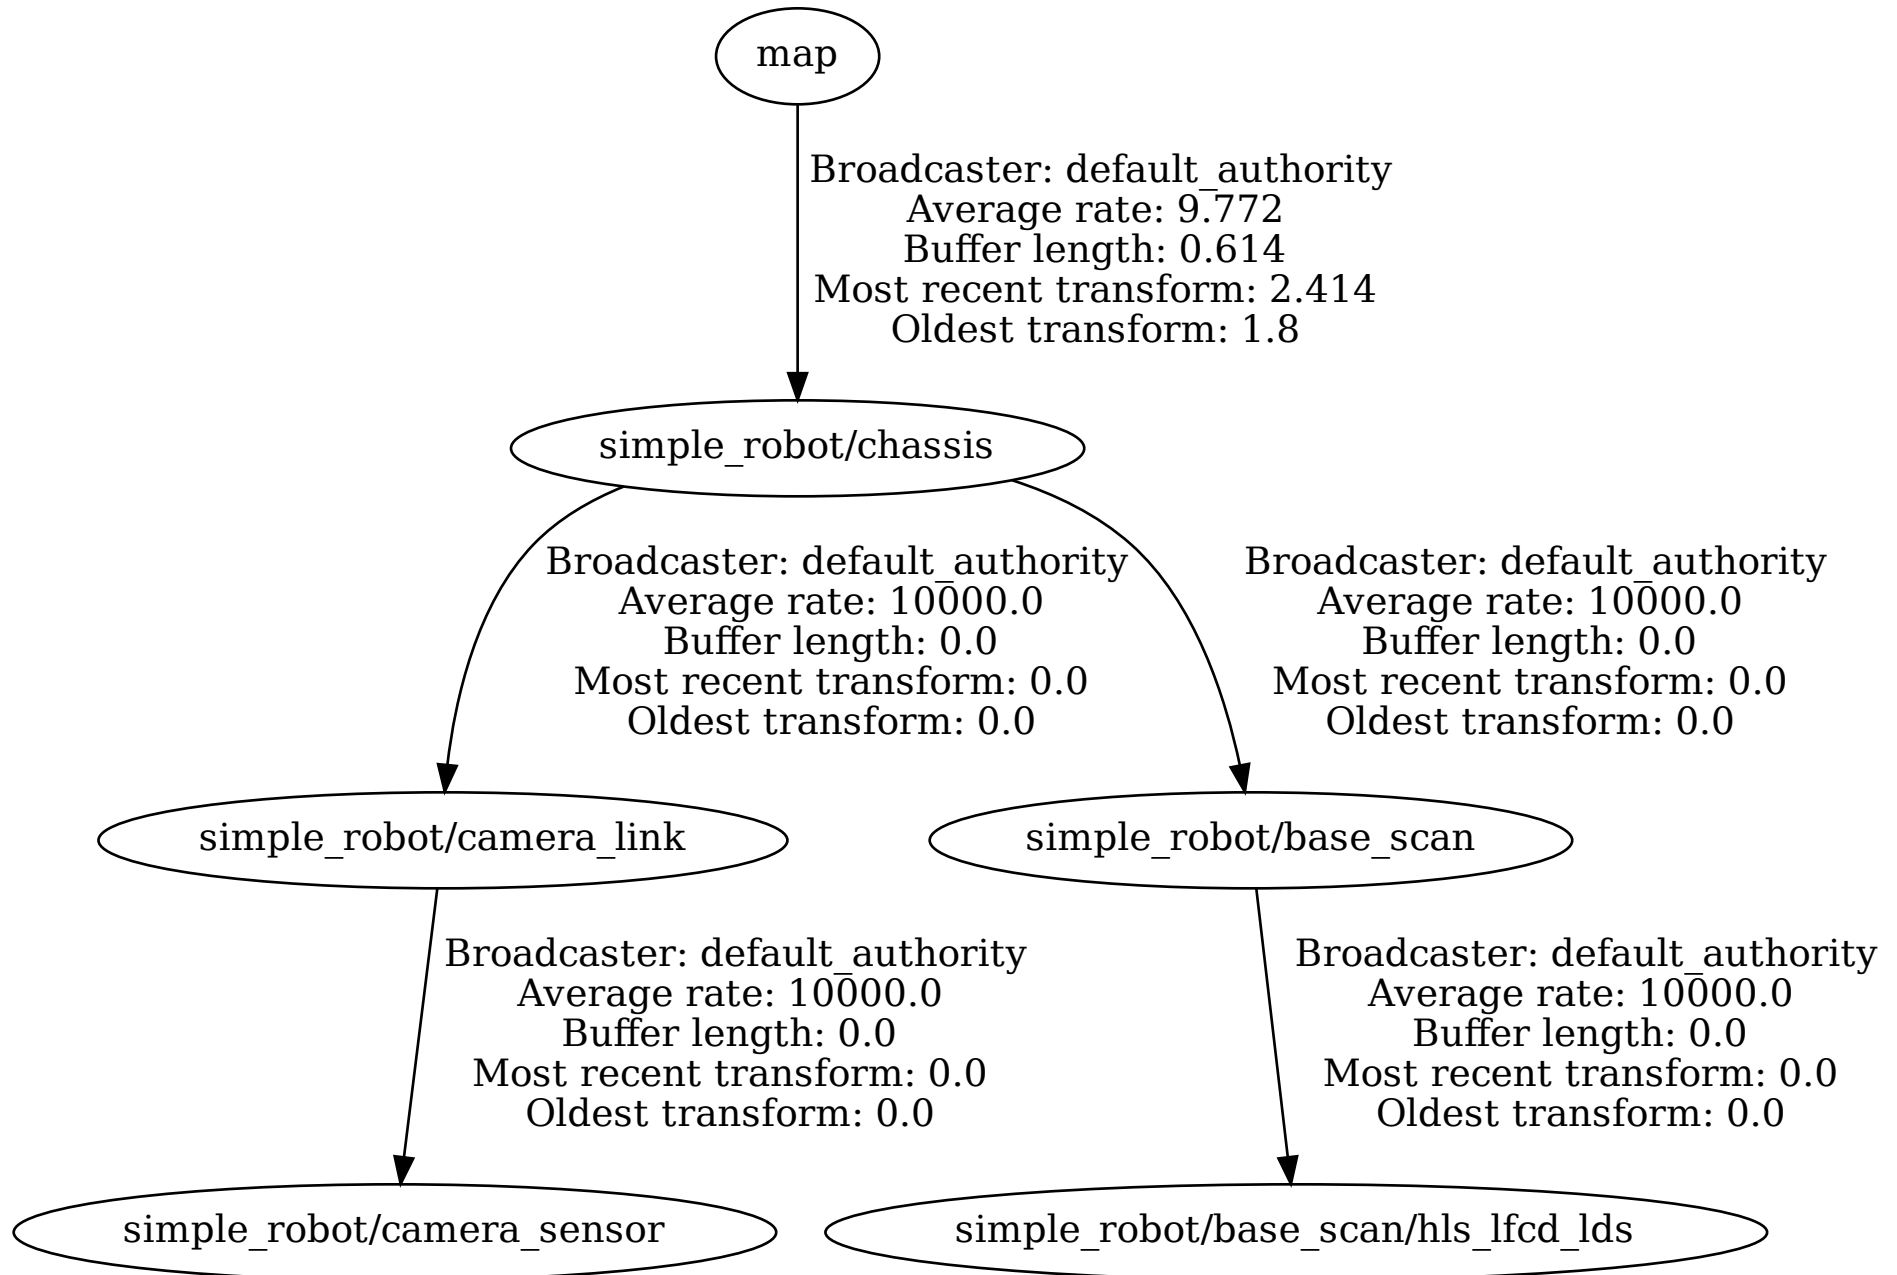 map
Broadcaster: default_authority
Average rate: 9.772
Buffer length: 0.614
Most recent transform: 2.414
Oldest transform: 1.8
simple_robot/chassis
Broadcaster: default_authority
Average rate: 10000.0
Buffer length: 0.0
Most recent transform: 0.0
Oldest transform: 0.0
Broadcaster: default_authority
Average rate: 10000.0
Buffer length: 0.0
Most recent transform: 0.0
Oldest transform: 0.0
simple_robot/camera_link
simple_robot/base_scan
Broadcaster: default_authority
Average rate: 10000.0
Buffer length: 0.0
Most recent transform: 0.0
Oldest transform: 0.0
Broadcaster: default_authority
Average rate: 10000.0
Buffer length: 0.0
Most recent transform: 0.0
Oldest transform: 0.0
simple_robot/camera_sensor
simple_robot/base_scan/hls_lfcd_lds